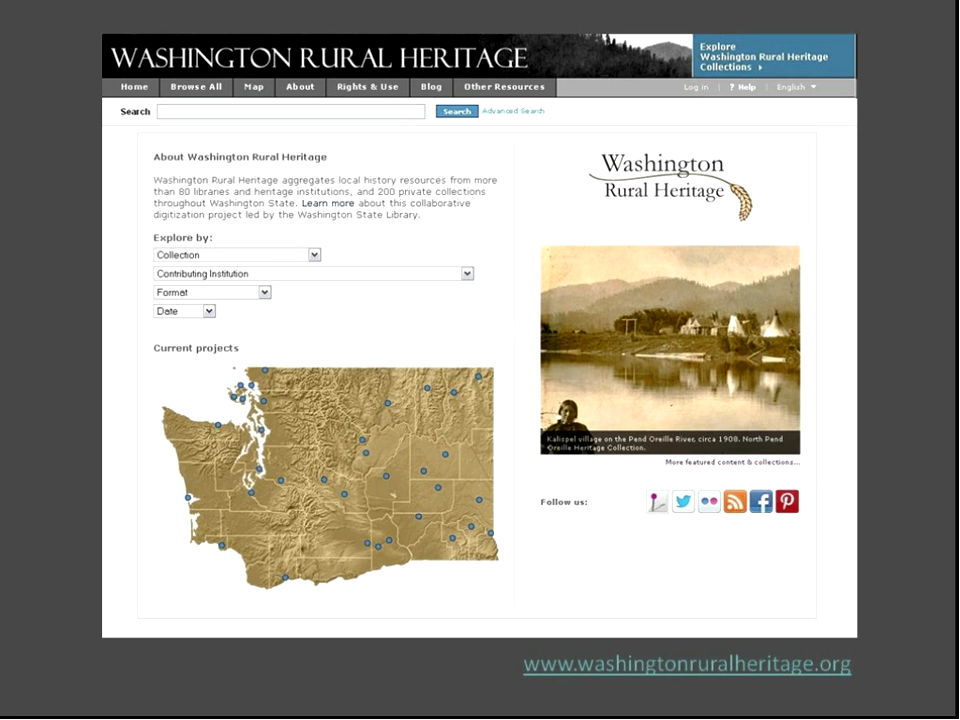 WASHINGTON RURAL HERITAGE
Explore
Washington Rural Heritage
Collections
Home Browse All Map About Rights & Use Blog Other Resources
Log in | ? Help | English
Search Search Advanced Search
About Washington Rural Heritage
Washington Rural Heritage aggregates local history resources from more
than 80 libraries and heritage institutions, and 200 private collections
throughout Washington State. Learn more about this collaborative
digitization project led by the Washington State Library.
Explore by:
Collection
Contributing Institution
Format
Date
Current projects
Washington
Rural Heritage
Kalispel village on the Pend Oreille River, circa 1908. North Pend
Oreille Heritage Collection.
More featured content & collections...
Follow us:
www.washingtonruralheritage.org